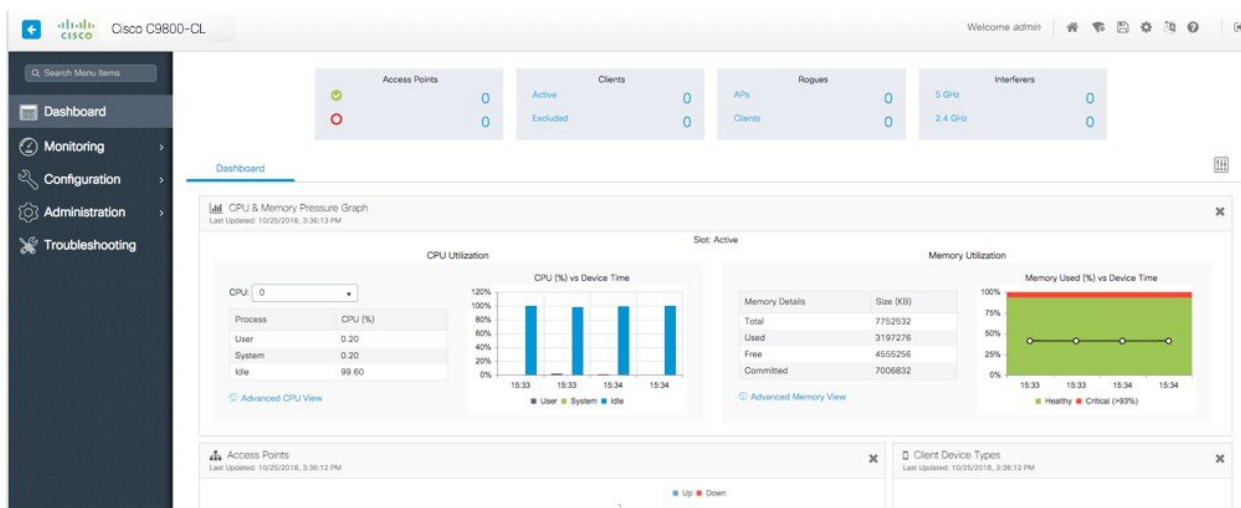 CISCO Cisco C9800-CL
Welcome admin
Search Menu Items
Dashboard
Monitoring
Configuration
Administration
Troubleshooting
Access Points
0
0
Clients
Active 0
Excluded 0
Rogues
APs 0
Clients 0
Interferers
5 GHz 0
2.4 GHz 0
Dashboard
CPU & Memory Pressure Graph
Last Updated: 10/25/2018, 3:36:13 PM
Slot: Active
CPU Utilization
CPU: 0
Process CPU (%)
User 0.20
System 0.20
Idle 99.60
Advanced CPU View
CPU (%) vs Device Time
120%
100%
80%
60%
40%
20%
0%
15:33 15:33 15:34 15:34
User System Idle
Memory Utilization
Memory Details Size (KB)
Total 7752532
Used 3197276
Free 4555256
Committed 7006832
Advanced Memory View
Memory Used (%) vs Device Time
100%
75%
50%
25%
0%
15:33 15:33 15:34 15:34
Healthy Critical (>93%)
Access Points
Last Updated: 10/25/2018, 3:36:12 PM
Up Down
Client Device Types
Last Updated: 10/25/2018, 3:36:12 PM